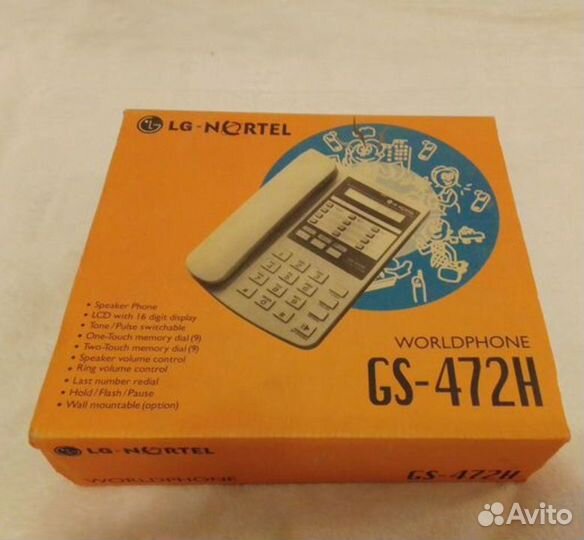 LG-NORTEL
• Speaker Phone
• LCD with 16 digit display
• Tone/Pulse switchable
• One-Touch memory dial (9)
• Two-Touch memory dial (9)
• Speaker volume control
• Ring volume control
• Last number redial
• Hold/Flash/Pause
• Wall mountable (option)
WORLDPHONE
GS-472H
LG-NORTEL
WORLDPHONE
GS-472H
Avito